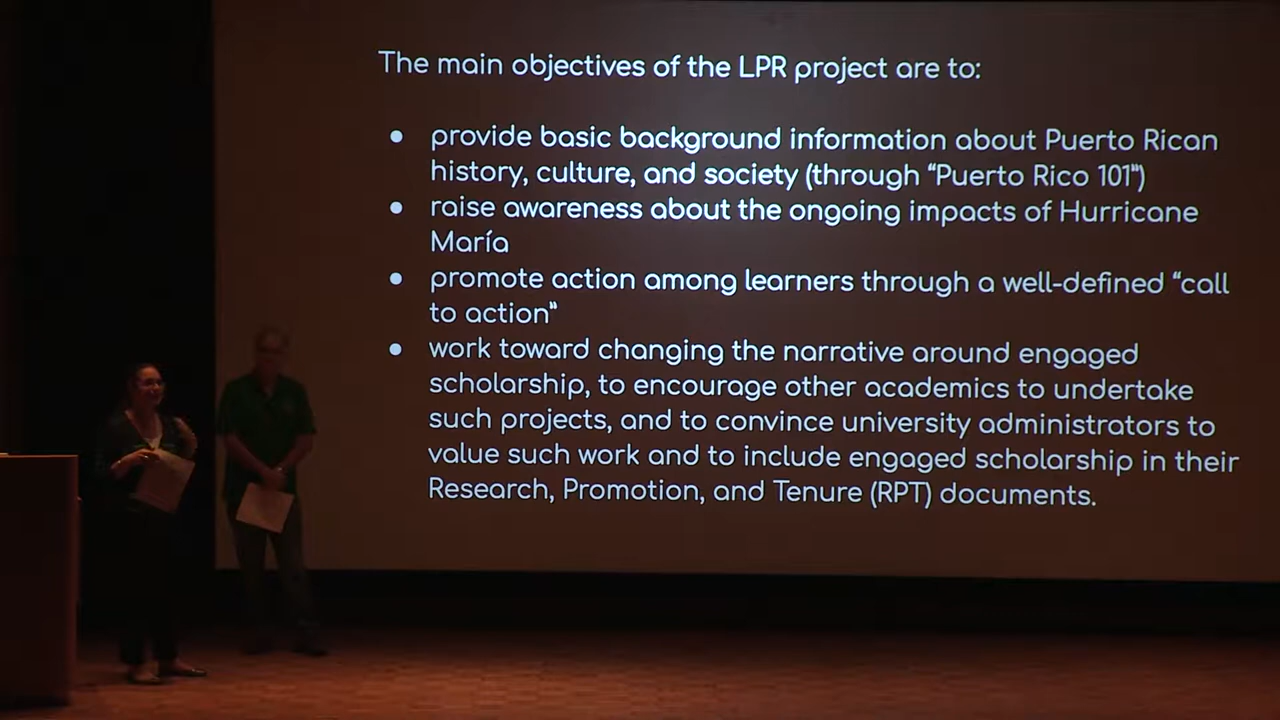 The main objectives of the LPR project are to:
● provide basic background information about Puerto Rican
history, culture, and society (through “Puerto Rico 101”)
● raise awareness about the ongoing impacts of Hurricane
María
● promote action among learners through a well-defined “call
to action”
● work toward changing the narrative around engaged
scholarship, to encourage other academics to undertake
such projects, and to convince university administrators to
value such work and to include engaged scholarship in their
Research, Promotion, and Tenure (RPT) documents.